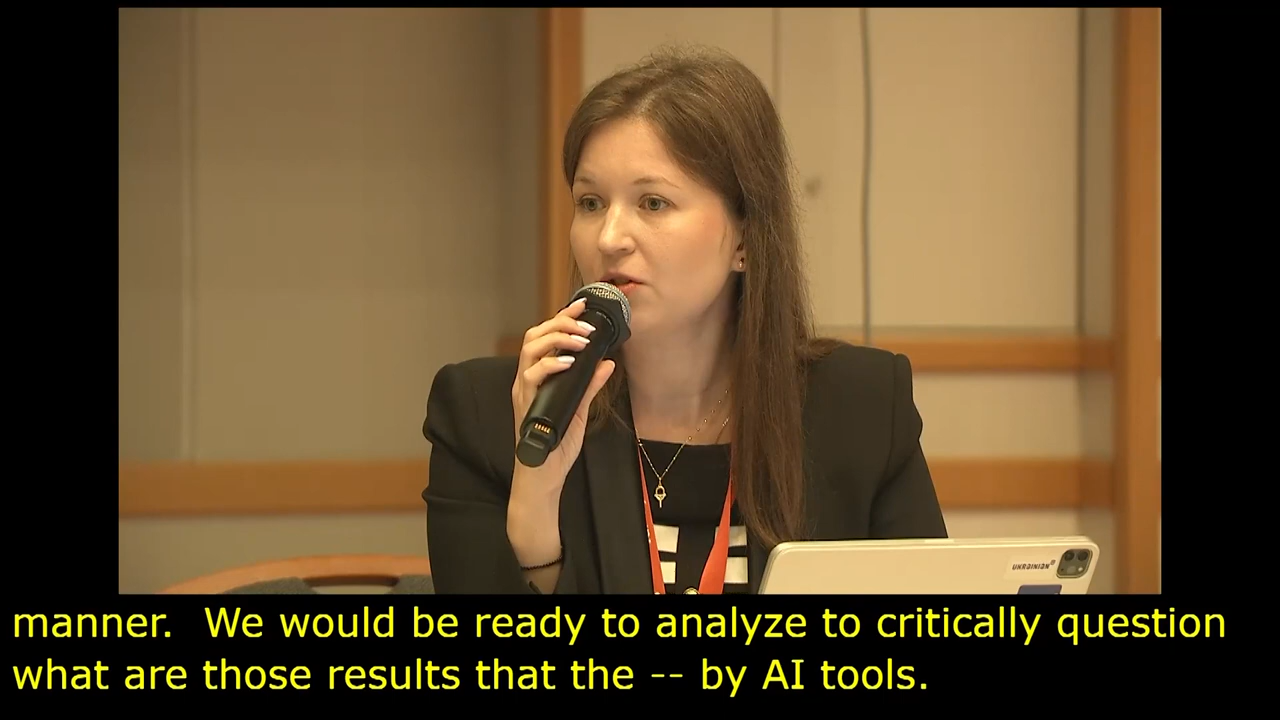 UKRAINIAN
manner.  We would be ready to analyze to critically question
what are those results that the -- by AI tools.